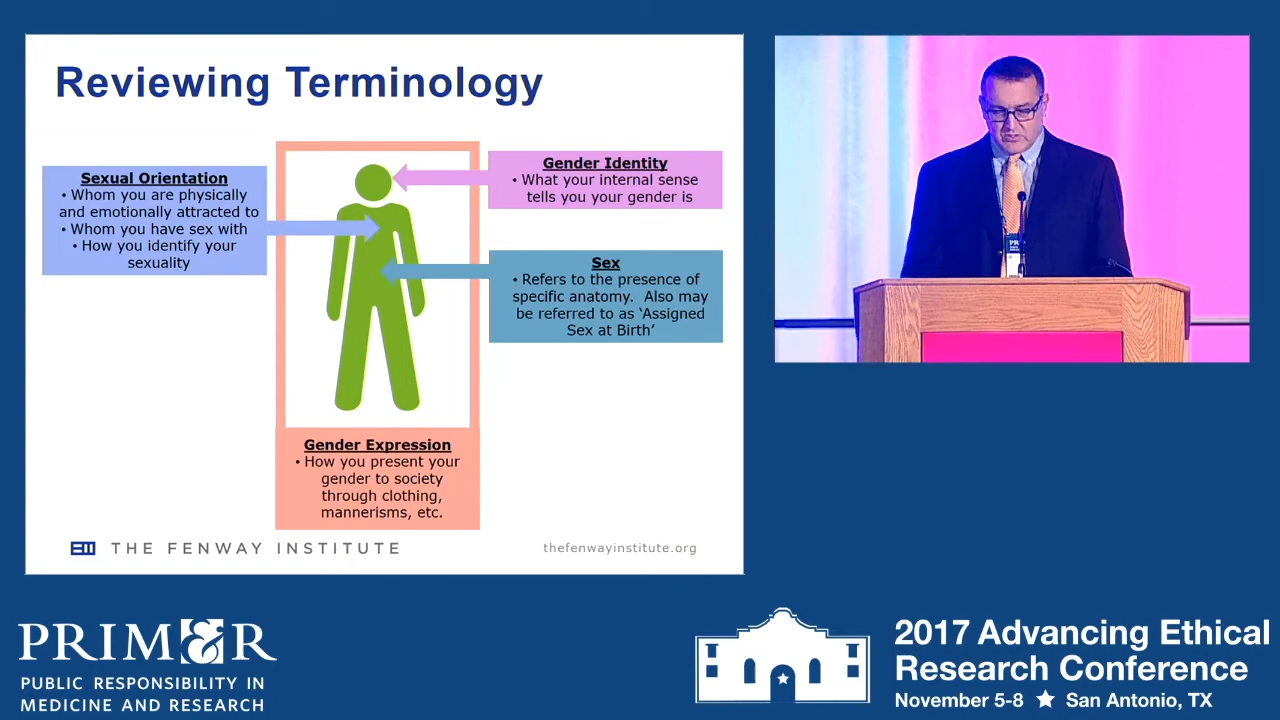 Reviewing Terminology
Sexual Orientation
• Whom you are physically
and emotionally attracted to
• Whom you have sex with
• How you identify your
sexuality
Gender Identity
• What your internal sense
tells you your gender is
Sex
• Refers to the presence of
specific anatomy.  Also may
be referred to as ‘Assigned
Sex at Birth’
Gender Expression
• How you present your
gender to society
through clothing,
mannerisms, etc.
THE FENWAY INSTITUTE
thefenwayinstitute.org
PRIM&R
PUBLIC RESPONSIBILITY IN
MEDICINE AND RESEARCH
2017 Advancing Ethical
Research Conference
November 5-8 ★ San Antonio, TX